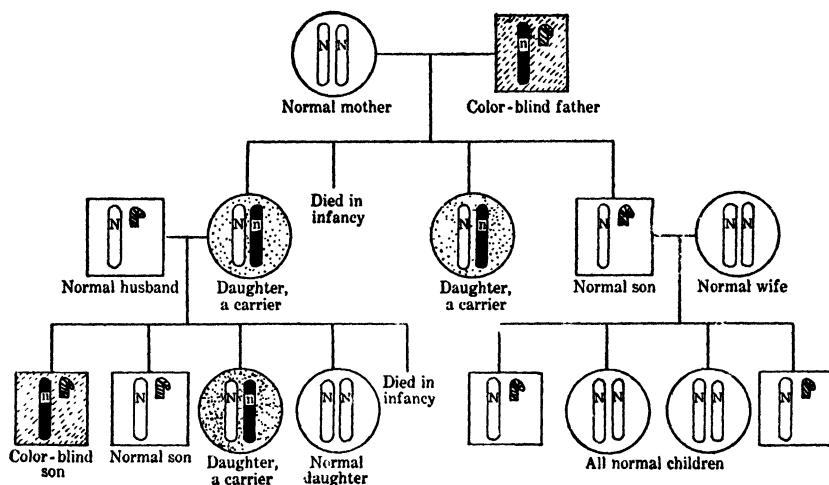 N N
n
Normal mother
Color-blind father
Died in
infancy
N
N n
N n
N
N N
Normal husband
Daughter,
a carrier
Daughter,
a carrier
Normal son
Normal wife
n
N
N n
N N
Died in
infancy
N
N N
N N
N
Color-blind
son
Normal son
Daughter,
a carrier
Normal
daughter
All normal children